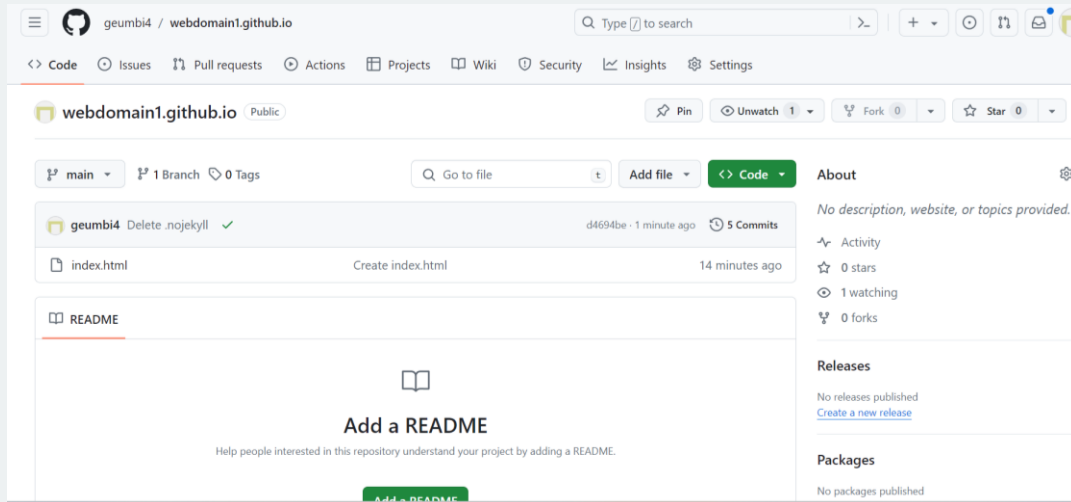 geumbi4 / webdomain1.github.io
Type / to search
Code Issues Pull requests Actions Projects Wiki Security Insights Settings
webdomain1.github.io Public
Pin Unwatch 1 Fork 0 Star 0
main 1 Branch 0 Tags Go to file t Add file Code
About
No description, website, or topics provided.
geumbi4 Delete .nojekyll d4694be · 1 minute ago 5 Commits
index.html Create index.html 14 minutes ago
Activity
0 stars
1 watching
0 forks
README
Add a README
Help people interested in this repository understand your project by adding a README.
Add a README
Releases
No releases published
Create a new release
Packages
No packages published